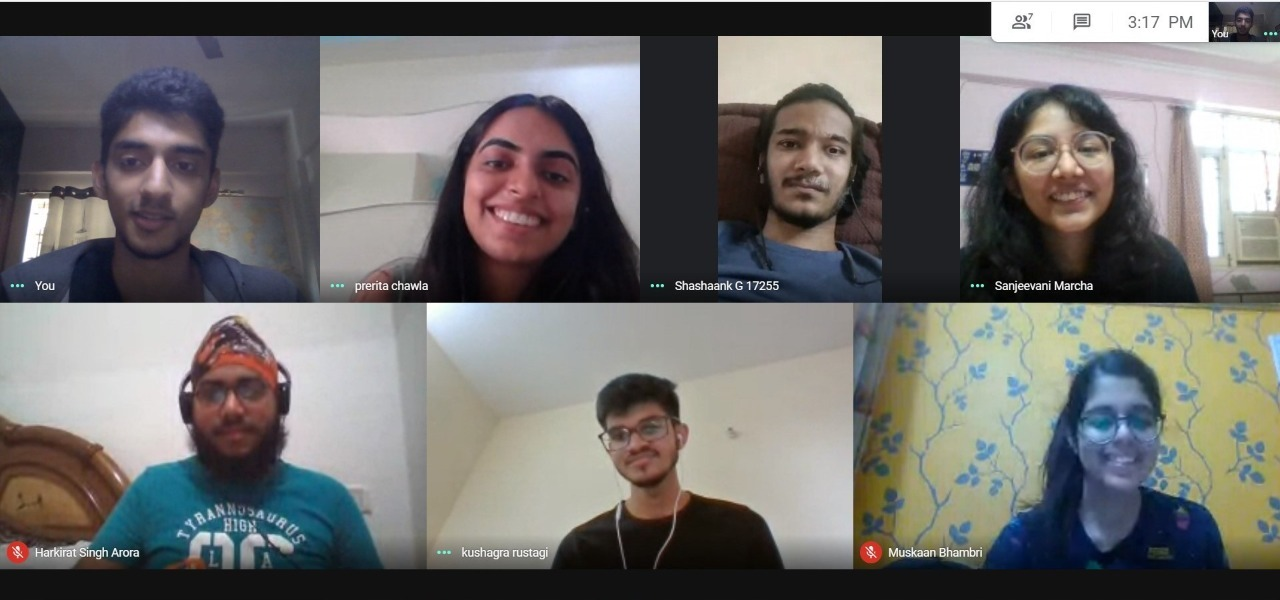 7
3:17 PM
You
You
prerita chawla
Shashaank G 17255
Sanjeevani Marcha
TYRANNOSAURUS
HIGH
L A
Harkirat Singh Arora
kushagra rustagi
Muskaan Bhambri